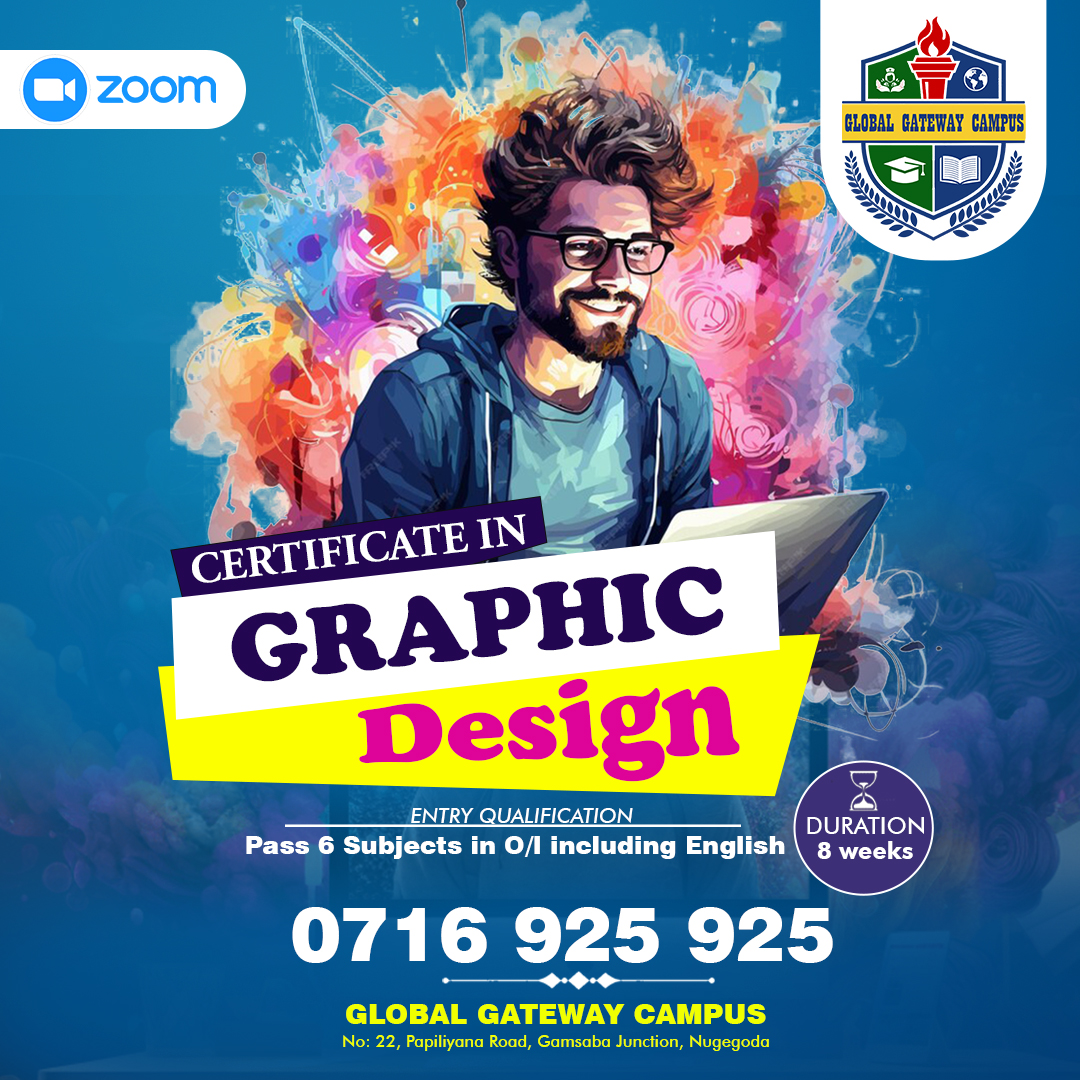 zoom
GLOBAL GATEWAY CAMPUS
CERTIFICATE IN
GRAPHIC
Design
ENTRY QUALIFICATION
Pass 6 Subjects in O/l including English
DURATION
8 weeks
0716 925 925
GLOBAL GATEWAY CAMPUS
No: 22, Papiliyana Road, Gamsaba Junction, Nugegoda